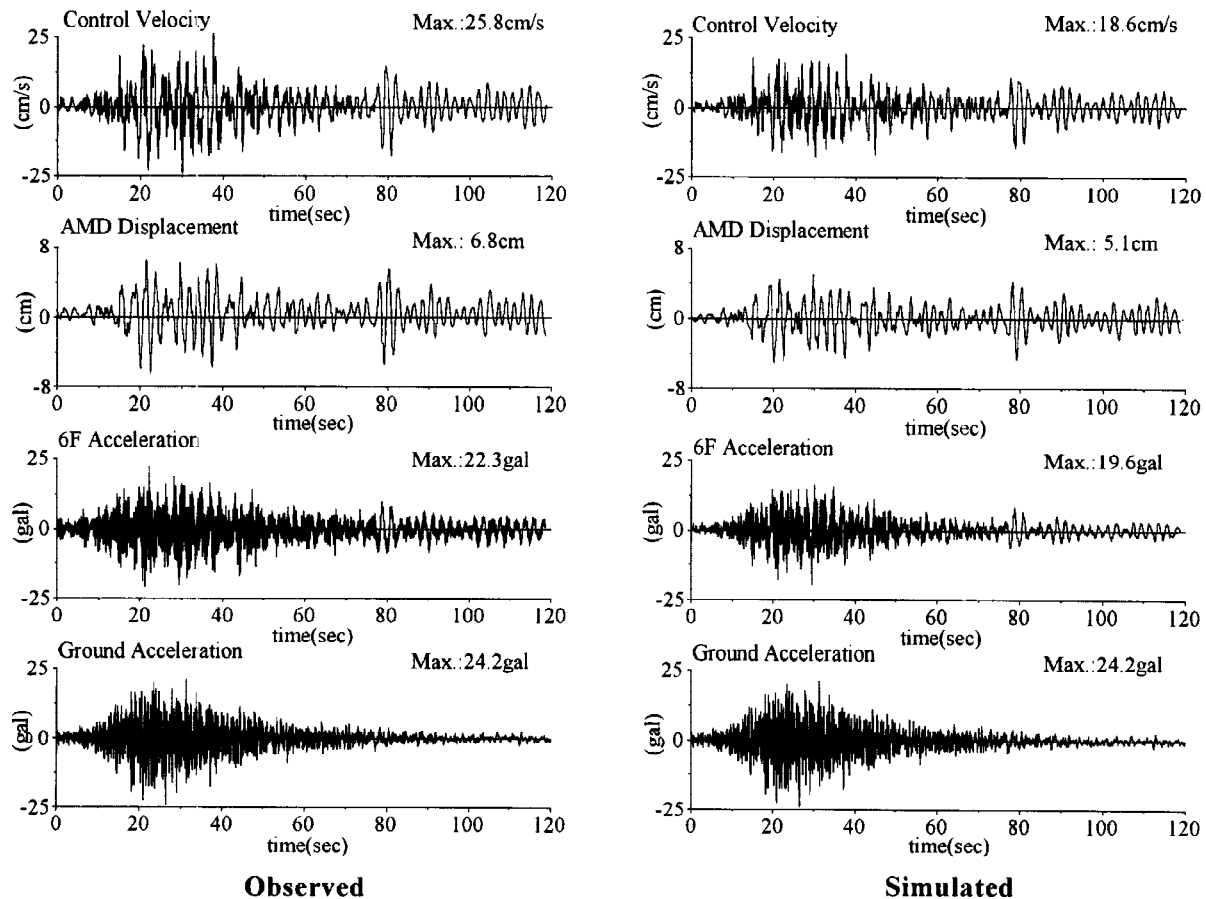 Control Velocity
Max.:25.8cm/s
25
0
-25
(cm/s)
0 20 40 60 80 100 120
time(sec)
AMD Displacement
Max.: 6.8cm
8
0
-8
(cm)
0 20 40 60 80 100 120
time(sec)
6F Acceleration
Max.:22.3gal
25
0
-25
(gal)
0 20 40 60 80 100 120
time(sec)
Ground Acceleration
Max.:24.2gal
25
0
-25
(gal)
0 20 40 60 80 100 120
time(sec)
Observed
Control Velocity
Max.:18.6cm/s
25
0
-25
(cm/s)
0 20 40 60 80 100 120
time(sec)
AMD Displacement
Max.: 5.1cm
8
0
-8
(cm)
0 20 40 60 80 100 120
time(sec)
6F Acceleration
Max.:19.6gal
25
0
-25
(gal)
0 20 40 60 80 100 120
time(sec)
Ground Acceleration
Max.:24.2gal
25
0
-25
(gal)
0 20 40 60 80 100 120
time(sec)
Simulated